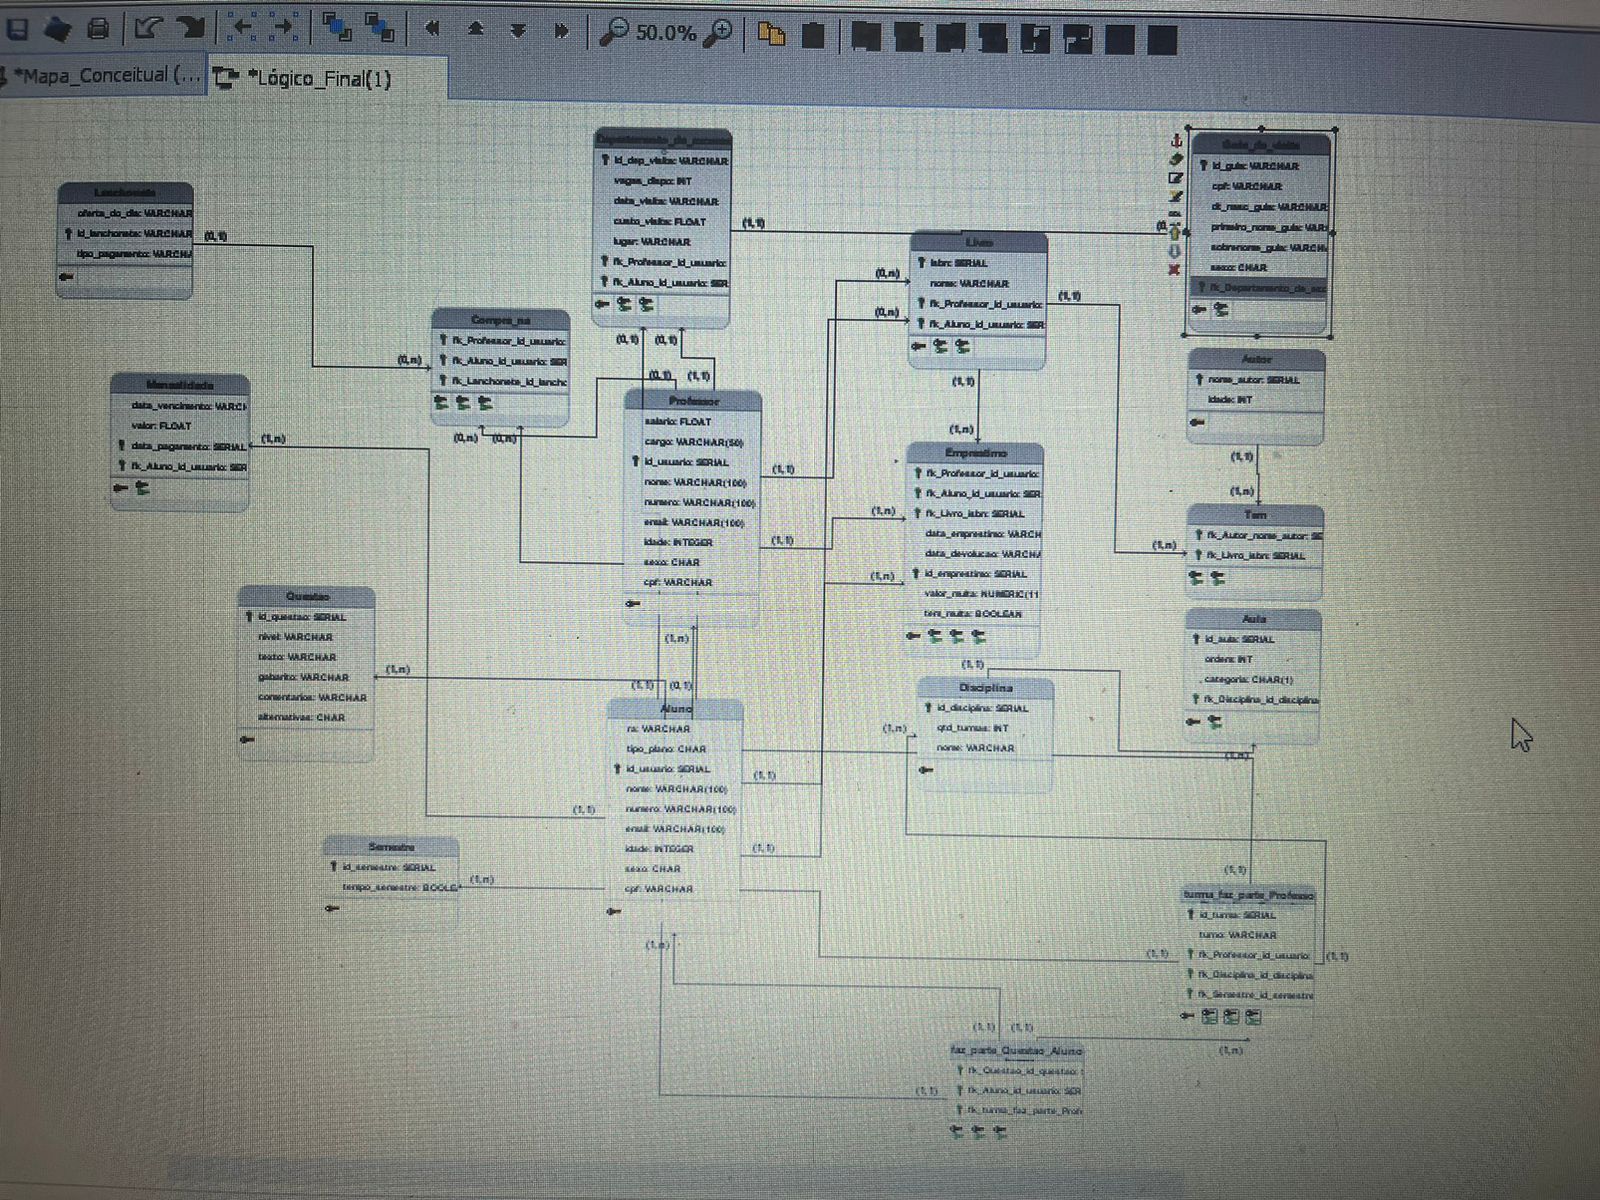 50.0%
*Mapa_Conceitual (...
*Lógico_Final(1)
Lanchonete
oferta_do_dia: VARCHAR
id_lanchonete: VARCHAR
tipo_pagamento: VARCHA
(0,1)
(0,n)
Mensalidade
data_vencimento: VARCH
valor: FLOAT
data_pagamento: SERIAL
fk_Aluno_id_usuario: SER
(1,n)
Compra_na
fk_Professor_id_usuario:
fk_Aluno_id_usuario: SER
fk_Lanchonete_id_lancho
(0,n)
(0,n)
id_dep_visita: VARCHAR
vagas_dispo: INT
data_visita: VARCHAR
custo_visita: FLOAT
lugar: VARCHAR
fk_Professor_id_usuario:
fk_Aluno_id_usuario: SER
(1,1)
(0,1)
(0,1)
(0,1)
(1,1)
Professor
salario: FLOAT
cargo: VARCHAR(50)
id_usuario: SERIAL
nome: VARCHAR(100)
numero: VARCHAR(100)
email: VARCHAR(100)
idade: INTEGER
sexo: CHAR
cpf: VARCHAR
(1,1)
(1,1)
(1,n)
(1,1)
(0,1)
Livro
isbn: SERIAL
nome: VARCHAR
fk_Professor_id_usuario:
fk_Aluno_id_usuario: SER
(0,n)
(0,n)
(1,1)
(1,1)
(1,n)
id_guia: VARCHAR
cpf: VARCHAR
dt_nasc_guia: VARCHAR
primeiro_nome_guia: VAR
sobrenome_guia: VARCH
sexo: CHAR
Autor
nome_autor: SERIAL
idade: INT
(1,1)
(1,n)
Emprestimo
fk_Professor_id_usuario:
fk_Aluno_id_usuario: SER
fk_Livro_isbn: SERIAL
data_emprestimo: VARCH
data_devolucao: VARCHA
id_emprestimo: SERIAL
valor_multa: NUMERIC(11
tem_multa: BOOLEAN
(1,n)
(1,n)
Tem
fk_Autor_nome_autor: SE
fk_Livro_isbn: SERIAL
(1,n)
Questao
id_questao: SERIAL
nivel: VARCHAR
texto: VARCHAR
gabarito: VARCHAR
comentarios: VARCHAR
alternativas: CHAR
(1,n)
Aula
id_aula: SERIAL
ordem: INT
categoria: CHAR(1)
fk_Disciplina_id_disciplina
(1,n)
(1,1)
Disciplina
id_disciplina: SERIAL
qtd_turmas: INT
nome: VARCHAR
(1,n)
Aluno
ra: VARCHAR
tipo_plano: CHAR
id_usuario: SERIAL
nome: VARCHAR(100)
numero: VARCHAR(100)
email: VARCHAR(100)
idade: INTEGER
sexo: CHAR
cpf: VARCHAR
(1,1)
(1,1)
(1,1)
(1,n)
Semestre
id_semestre: SERIAL
tempo_semestre: BOOLE
(1,n)
(1,1)
turma_faz_parte_Professo
id_turma: SERIAL
turno: VARCHAR
fk_Professor_id_usuario:
fk_Disciplina_id_disciplina
fk_Semestre_id_semestre
(1,1)
(1,1)
(1,1)
(1,1)
(1,n)
faz_parte_Questao_Aluno
fk_Questao_id_questao: S
fk_Aluno_id_usuario: SER
fk_turma_faz_parte_Profe
(1,1)